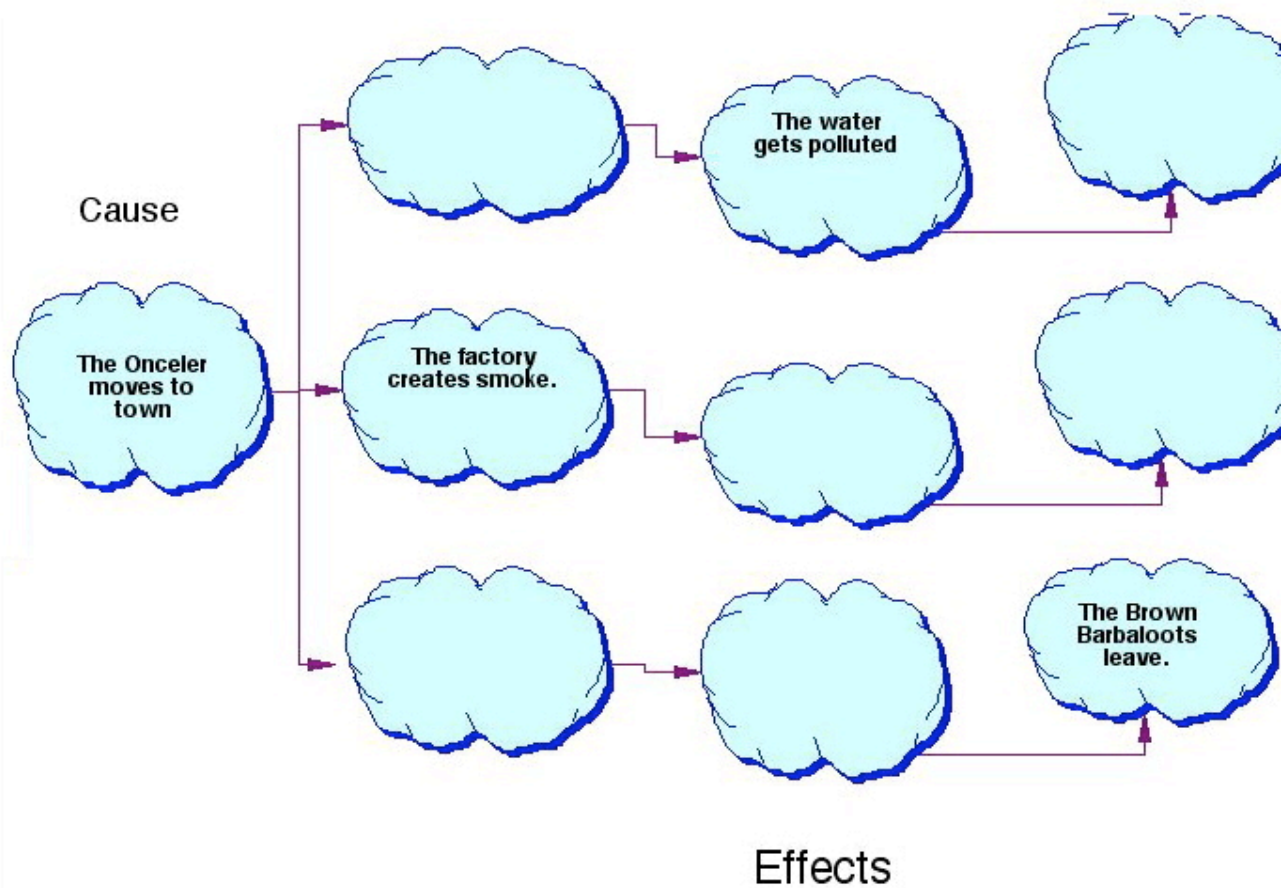 The water
gets polluted
Cause
The Onceler
moves to
town
The factory
creates smoke.
The Brown
Barbaloots
leave.
Effects